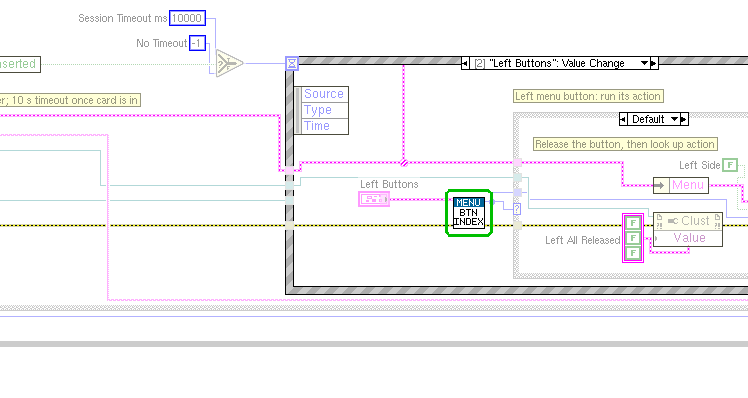 Session Timeout ms 10000
No Timeout -1
nserted
[2] "Left Buttons": Value Change
er; 10 s timeout once card is in
Source
Type
Time
Left menu button: run its action
Default
Release the button, then look up action
Left Side F
Left Buttons
Menu
MENU
BTN
INDEX
Clust
Left All Released F F F
Value